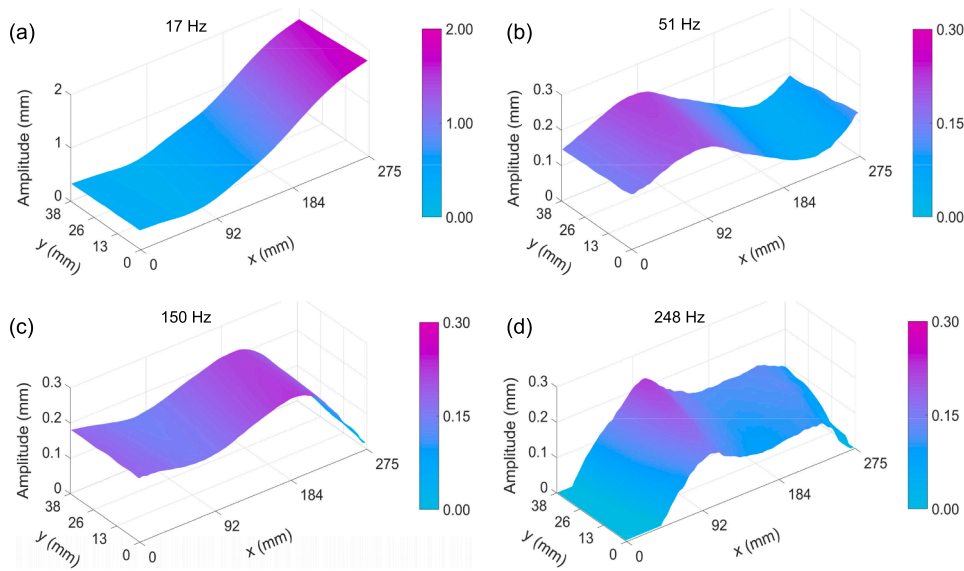 (a)
17 Hz
2.00
1.00
0.00
Amplitude (mm)
2
1
0
38
26
13
0
y (mm)
0
92
184
275
x (mm)
(b)
51 Hz
0.30
0.15
0.00
Amplitude (mm)
0.3
0.2
0.1
0
38
26
13
0
y (mm)
0
92
184
275
x (mm)
(c)
150 Hz
0.30
0.15
0.00
Amplitude (mm)
0.3
0.2
0.1
0
38
26
13
0
y (mm)
0
92
184
275
x (mm)
(d)
248 Hz
0.30
0.15
0.00
Amplitude (mm)
0.3
0.2
0.1
0
38
26
13
0
y (mm)
0
92
184
275
x (mm)